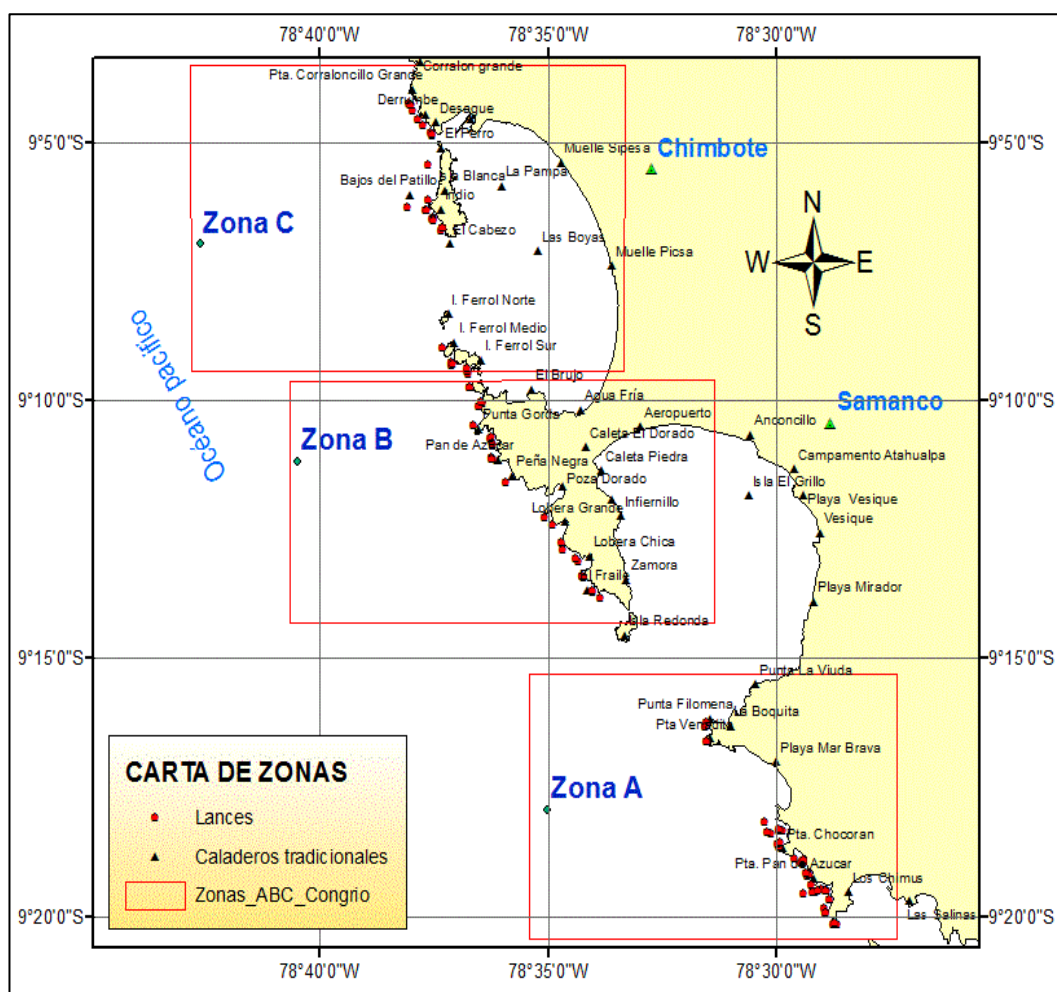 78°40'0"W 78°35'0"W 78°30'0"W
Corralon grande
Pta. Corraloncillo Grande
Derrumbe
Desague
El Perro
9°5'0"S 9°5'0"S
Muelle Sipesa
Chimbote
La Pampa
Isla Blanca
Bajos del Patillo
Indio
Zona C
El Cabezo
Las Boyas
Muelle Picsa
N
W E
S
I. Ferrol Norte
Océano pacífico
I. Ferrol Medio
I. Ferrol Sur
El Brujo
Agua Fría
9°10'0"S 9°10'0"S
Samanco
Punta Gorda
Aeropuerto
Anconcillo
Zona B
Pan de Azúcar
Caleta El Dorado
Peña Negra
Caleta Piedra
Campamento Atahualpa
Poza Dorado
Isla El Grillo
Infiernillo
Playa Vesique
Lobera Grande
Vesique
Lobera Chica
Zamora
El Fraile
Playa Mirador
Isla Redonda
9°15'0"S 9°15'0"S
Punta La Viuda
Punta Filomena
La Boquita
Playa Mar Brava
Zona A
Pta. Chocoran
Pta. Pan de Azucar
Los Chimus
Las Salinas
CARTA DE ZONAS
Lances
Caladeros tradicionales
Zonas_ABC_Congrio
9°20'0"S 9°20'0"S
78°40'0"W 78°35'0"W 78°30'0"W